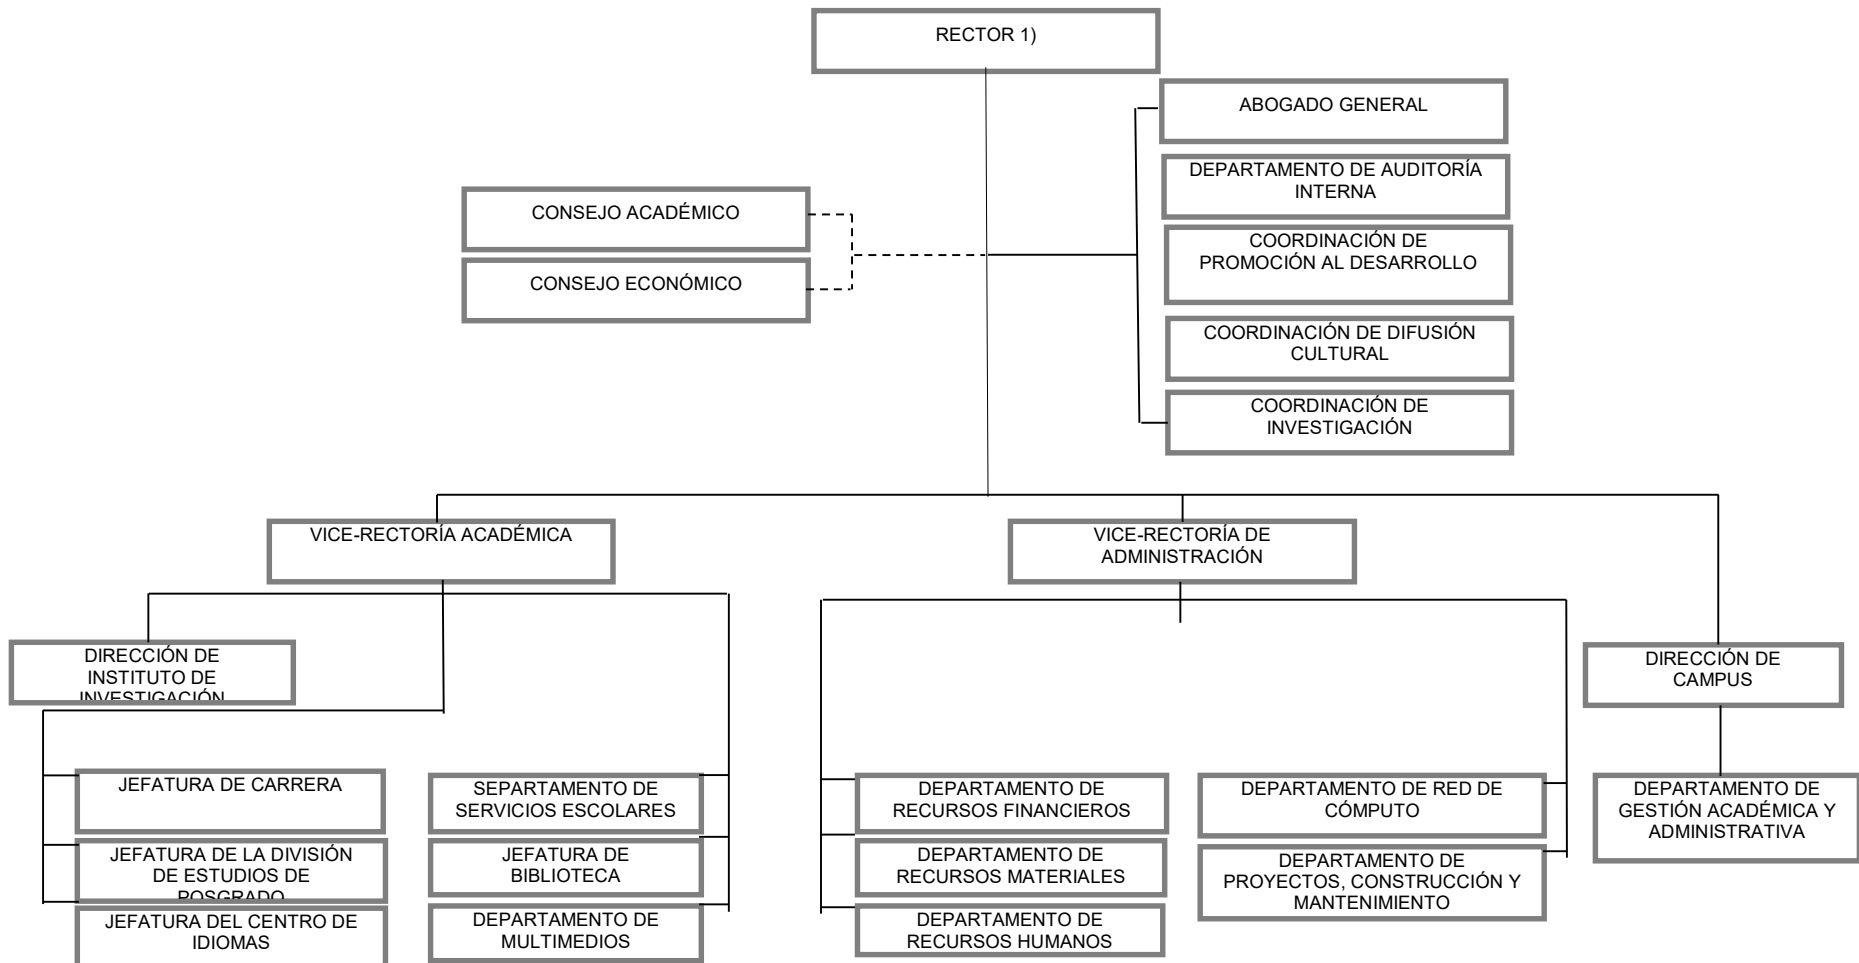 RECTOR 1)
ABOGADO GENERAL
DEPARTAMENTO DE AUDITORÍA
INTERNA
CONSEJO ACADÉMICO
COORDINACIÓN DE
PROMOCIÓN AL DESARROLLO
CONSEJO ECONÓMICO
COORDINACIÓN DE DIFUSIÓN
CULTURAL
COORDINACIÓN DE
INVESTIGACIÓN
VICE-RECTORÍA ACADÉMICA
VICE-RECTORÍA DE
ADMINISTRACIÓN
DIRECCIÓN DE
INSTITUTO DE
INVESTIGACIÓN
DIRECCIÓN DE
CAMPUS
JEFATURA DE CARRERA
SEPARTAMENTO DE
SERVICIOS ESCOLARES
DEPARTAMENTO DE
RECURSOS FINANCIEROS
DEPARTAMENTO DE RED DE
CÓMPUTO
DEPARTAMENTO DE
GESTIÓN ACADÉMICA Y
ADMINISTRATIVA
JEFATURA DE LA DIVISIÓN
DE ESTUDIOS DE
POSGRADO
JEFATURA DE
BIBLIOTECA
DEPARTAMENTO DE
RECURSOS MATERIALES
DEPARTAMENTO DE
PROYECTOS, CONSTRUCCIÓN Y
MANTENIMIENTO
JEFATURA DEL CENTRO DE
IDIOMAS
DEPARTAMENTO DE
MULTIMEDIOS
DEPARTAMENTO DE
RECURSOS HUMANOS